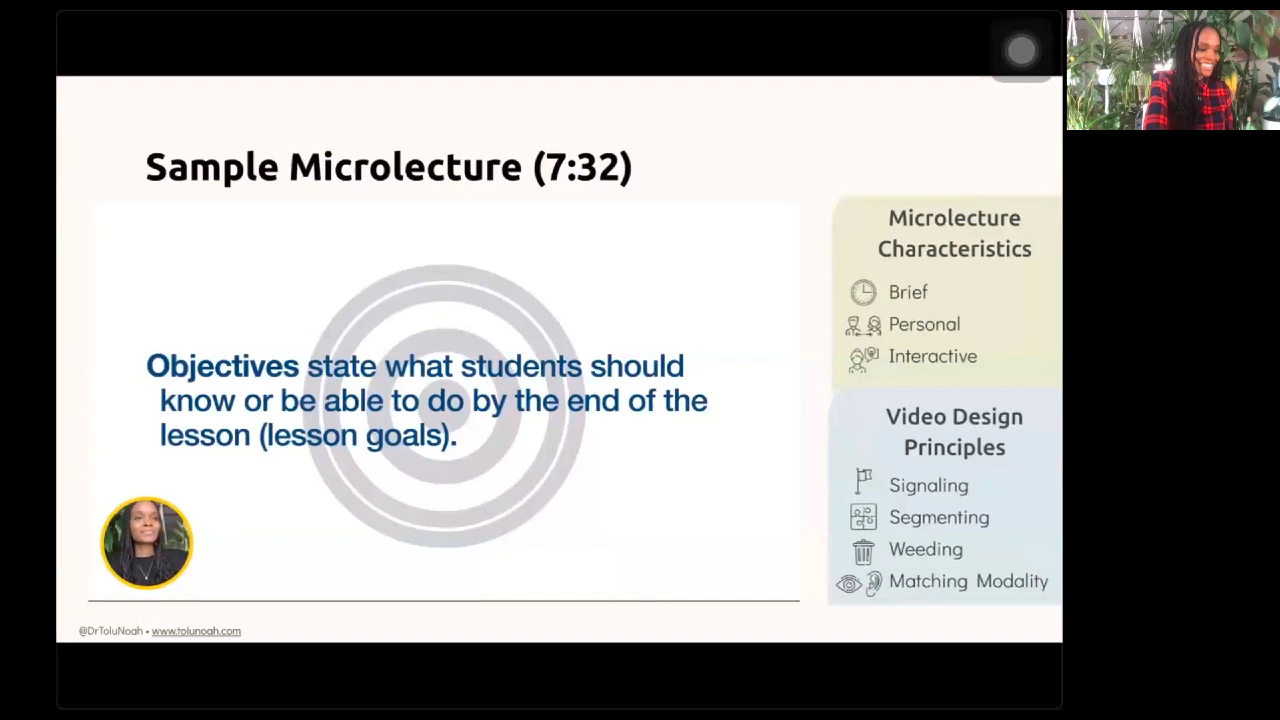 Sample Microlecture (7:32)
Objectives state what students should
know or be able to do by the end of the
lesson (lesson goals).
@DrToluNoah • www.tolunoah.com
Microlecture
Characteristics
Brief
Personal
Interactive
Video Design
Principles
Signaling
Segmenting
Weeding
Matching Modality